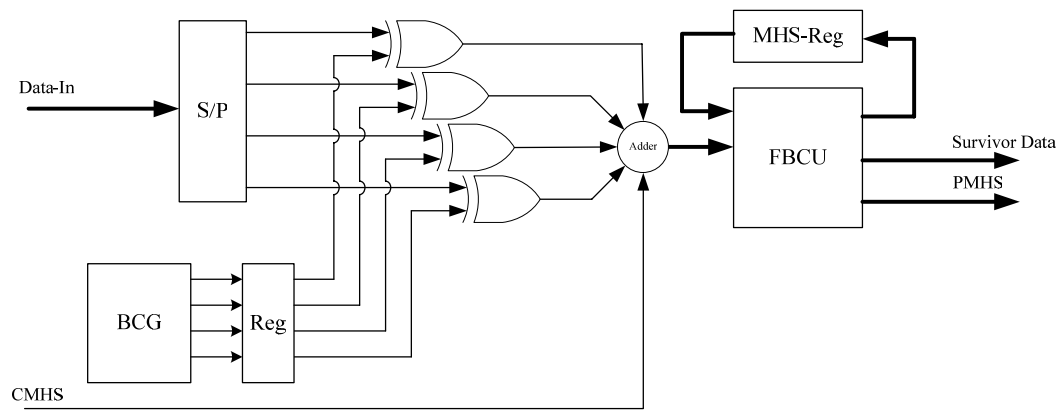 MHS-Reg
Data-In
S/P
Adder
FBCU
Survivor Data
PMHS
BCG
Reg
CMHS